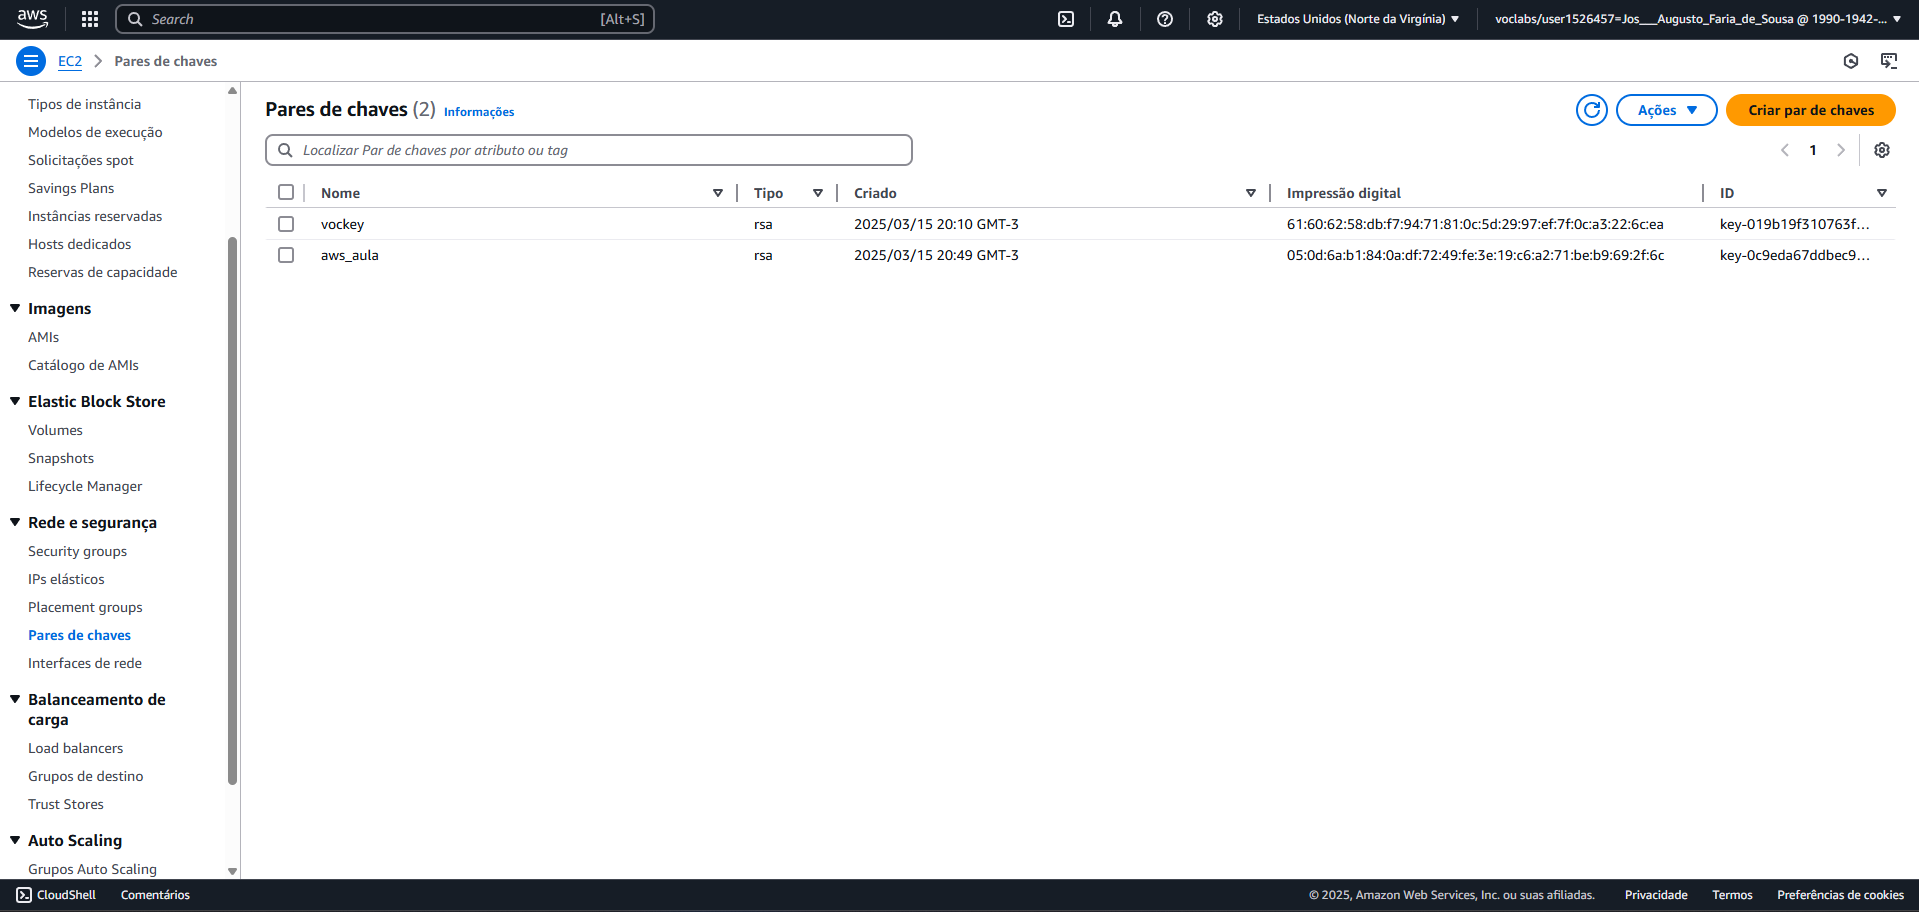 aws
Search [Alt+S]
Estados Unidos (Norte da Virgínia)
voclabs/user1526457=Jos___Augusto_Faria_de_Sousa @ 1990-1942-...
EC2
Pares de chaves
Tipos de instância
Modelos de execução
Solicitações spot
Savings Plans
Instâncias reservadas
Hosts dedicados
Reservas de capacidade
Imagens
AMIs
Catálogo de AMIs
Elastic Block Store
Volumes
Snapshots
Lifecycle Manager
Rede e segurança
Security groups
IPs elásticos
Placement groups
Pares de chaves
Interfaces de rede
Balanceamento de
carga
Load balancers
Grupos de destino
Trust Stores
Auto Scaling
Grupos Auto Scaling
Pares de chaves (2) Informações
Ações
Criar par de chaves
Localizar Par de chaves por atributo ou tag
1
Nome Tipo Criado Impressão digital ID
vockey rsa 2025/03/15 20:10 GMT-3 61:60:62:58:db:f7:94:71:81:0c:5d:29:97:ef:7f:0c:a3:22:6c:ea key-019b19f310763f...
aws_aula rsa 2025/03/15 20:49 GMT-3 05:0d:6a:b1:84:0a:df:72:49:fe:3e:19:c6:a2:71:be:b9:69:2f:6c key-0c9eda67ddbec9...
CloudShell Comentários
© 2025, Amazon Web Services, Inc. ou suas afiliadas. Privacidade Termos Preferências de cookies